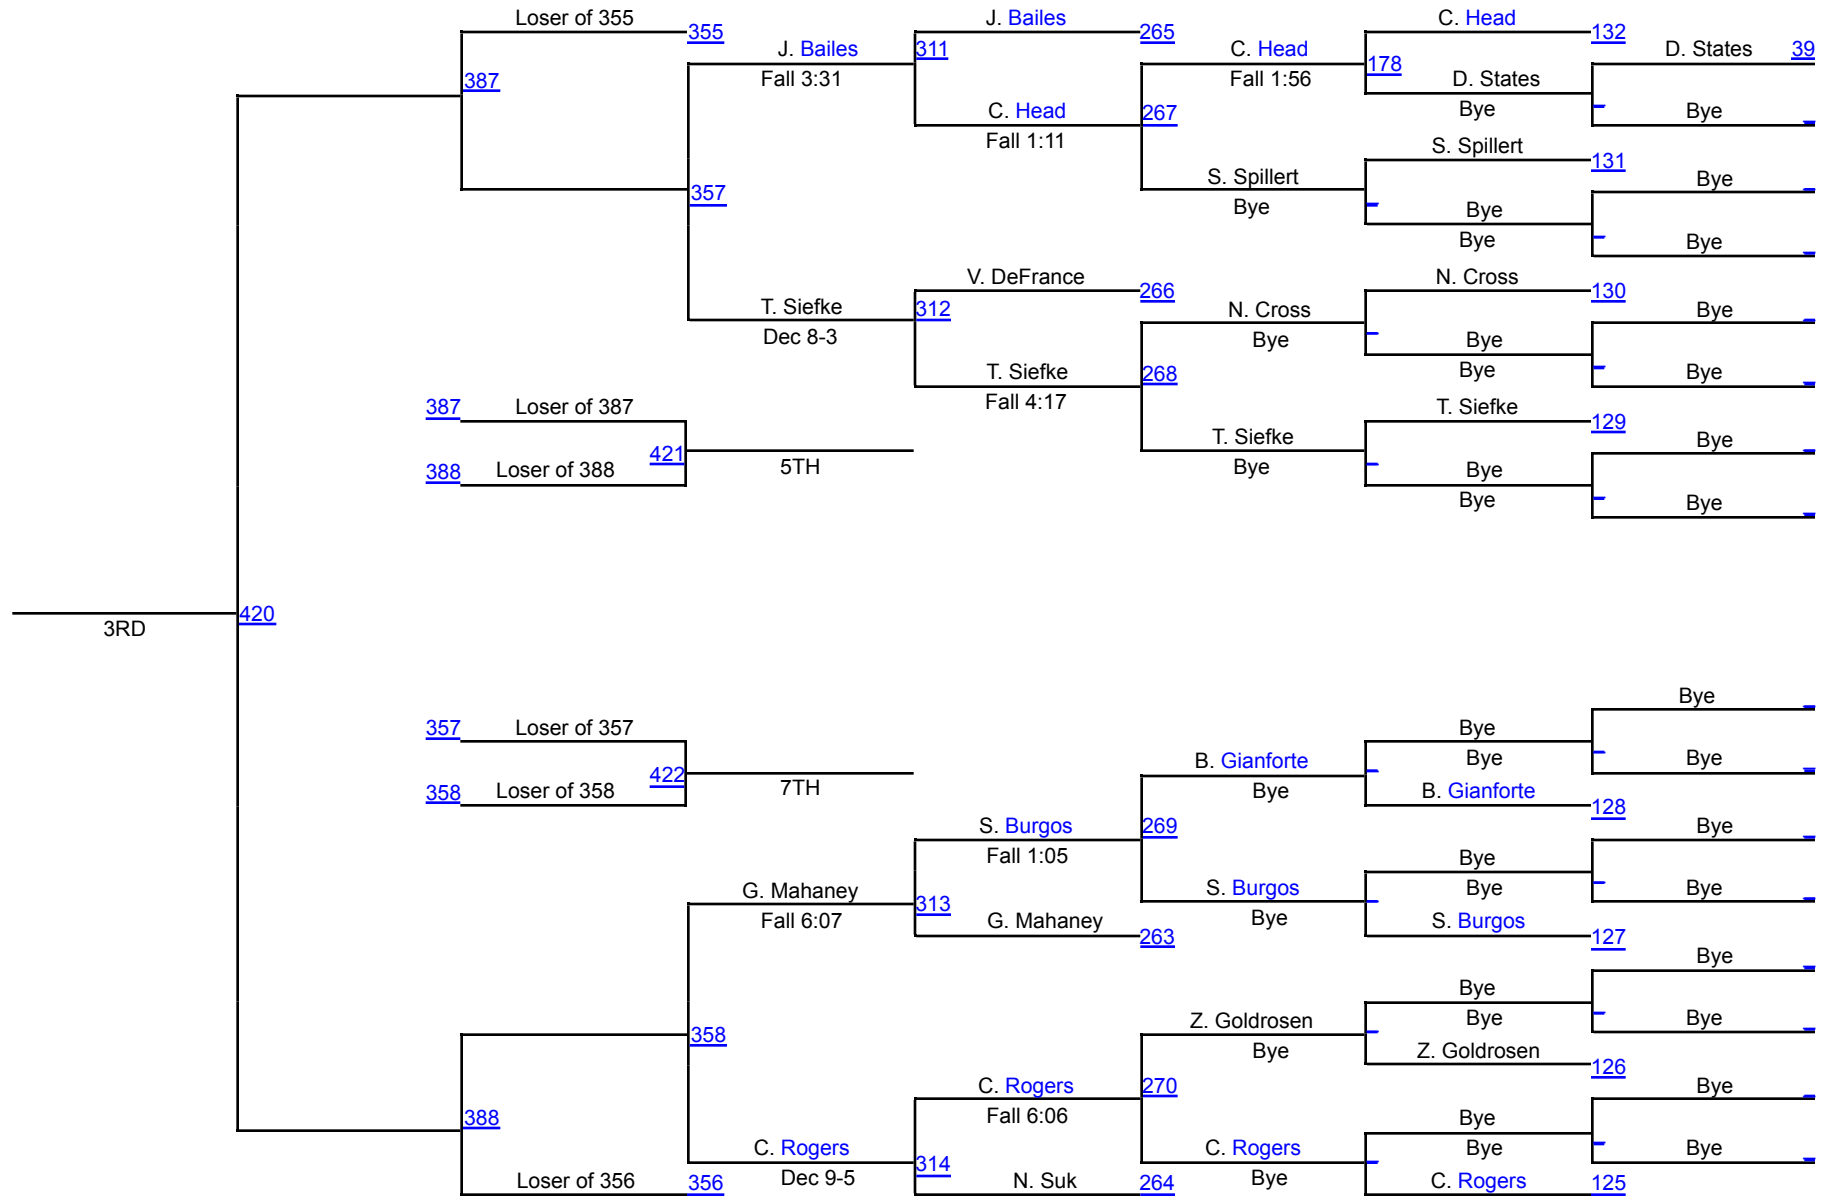 Loser of 355
355
J. Bailes
265
C. Head
132
D. States
39
387
J. Bailes
311
C. Head
178
Fall 3:31
Fall 1:56
D. States
Bye
Bye
C. Head
267
Fall 1:11
S. Spillert
131
357
S. Spillert
Bye
Bye
Bye
Bye
Bye
V. DeFrance
266
N. Cross
130
T. Siefke
312
N. Cross
Bye
Dec 8-3
Bye
Bye
Bye
T. Siefke
268
Bye
Fall 4:17
387
Loser of 387
T. Siefke
129
421
5TH
T. Siefke
Bye
Bye
388
Loser of 388
Bye
Bye
Bye
420
3RD
Bye
357
Loser of 357
Bye
422
7TH
B. Gianforte
Bye
Bye
358
Loser of 358
Bye
B. Gianforte
128
S. Burgos
269
Bye
Fall 1:05
Bye
G. Mahaney
313
S. Burgos
Bye
Bye
Fall 6:07
G. Mahaney
263
Bye
S. Burgos
127
Bye
Bye
358
Z. Goldrosen
Bye
Bye
Bye
Z. Goldrosen
126
C. Rogers
270
Bye
388
Fall 6:06
Bye
C. Rogers
314
C. Rogers
Bye
Bye
Dec 9-5
Loser of 356
356
N. Suk
264
Bye
C. Rogers
125